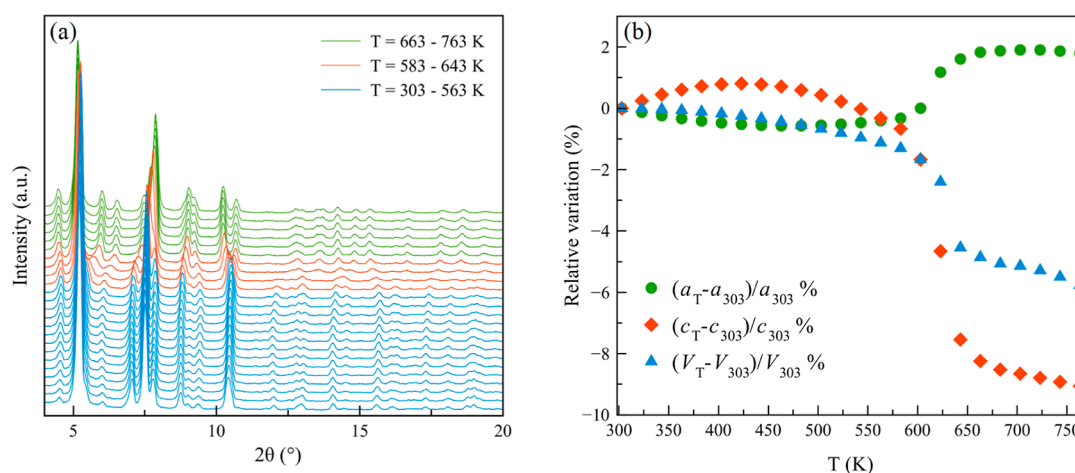 (a)
T = 663 - 763 K
T = 583 - 643 K
T = 303 - 563 K
Intensity (a.u.)
5 10 15 20
2θ (°)
(b)
Relative variation (%)
2
0
−2
−4
−6
−8
−10
(a_T-a_303)/a_303 %
(c_T-c_303)/c_303 %
(V_T-V_303)/V_303 %
300 350 400 450 500 550 600 650 700 750
T (K)